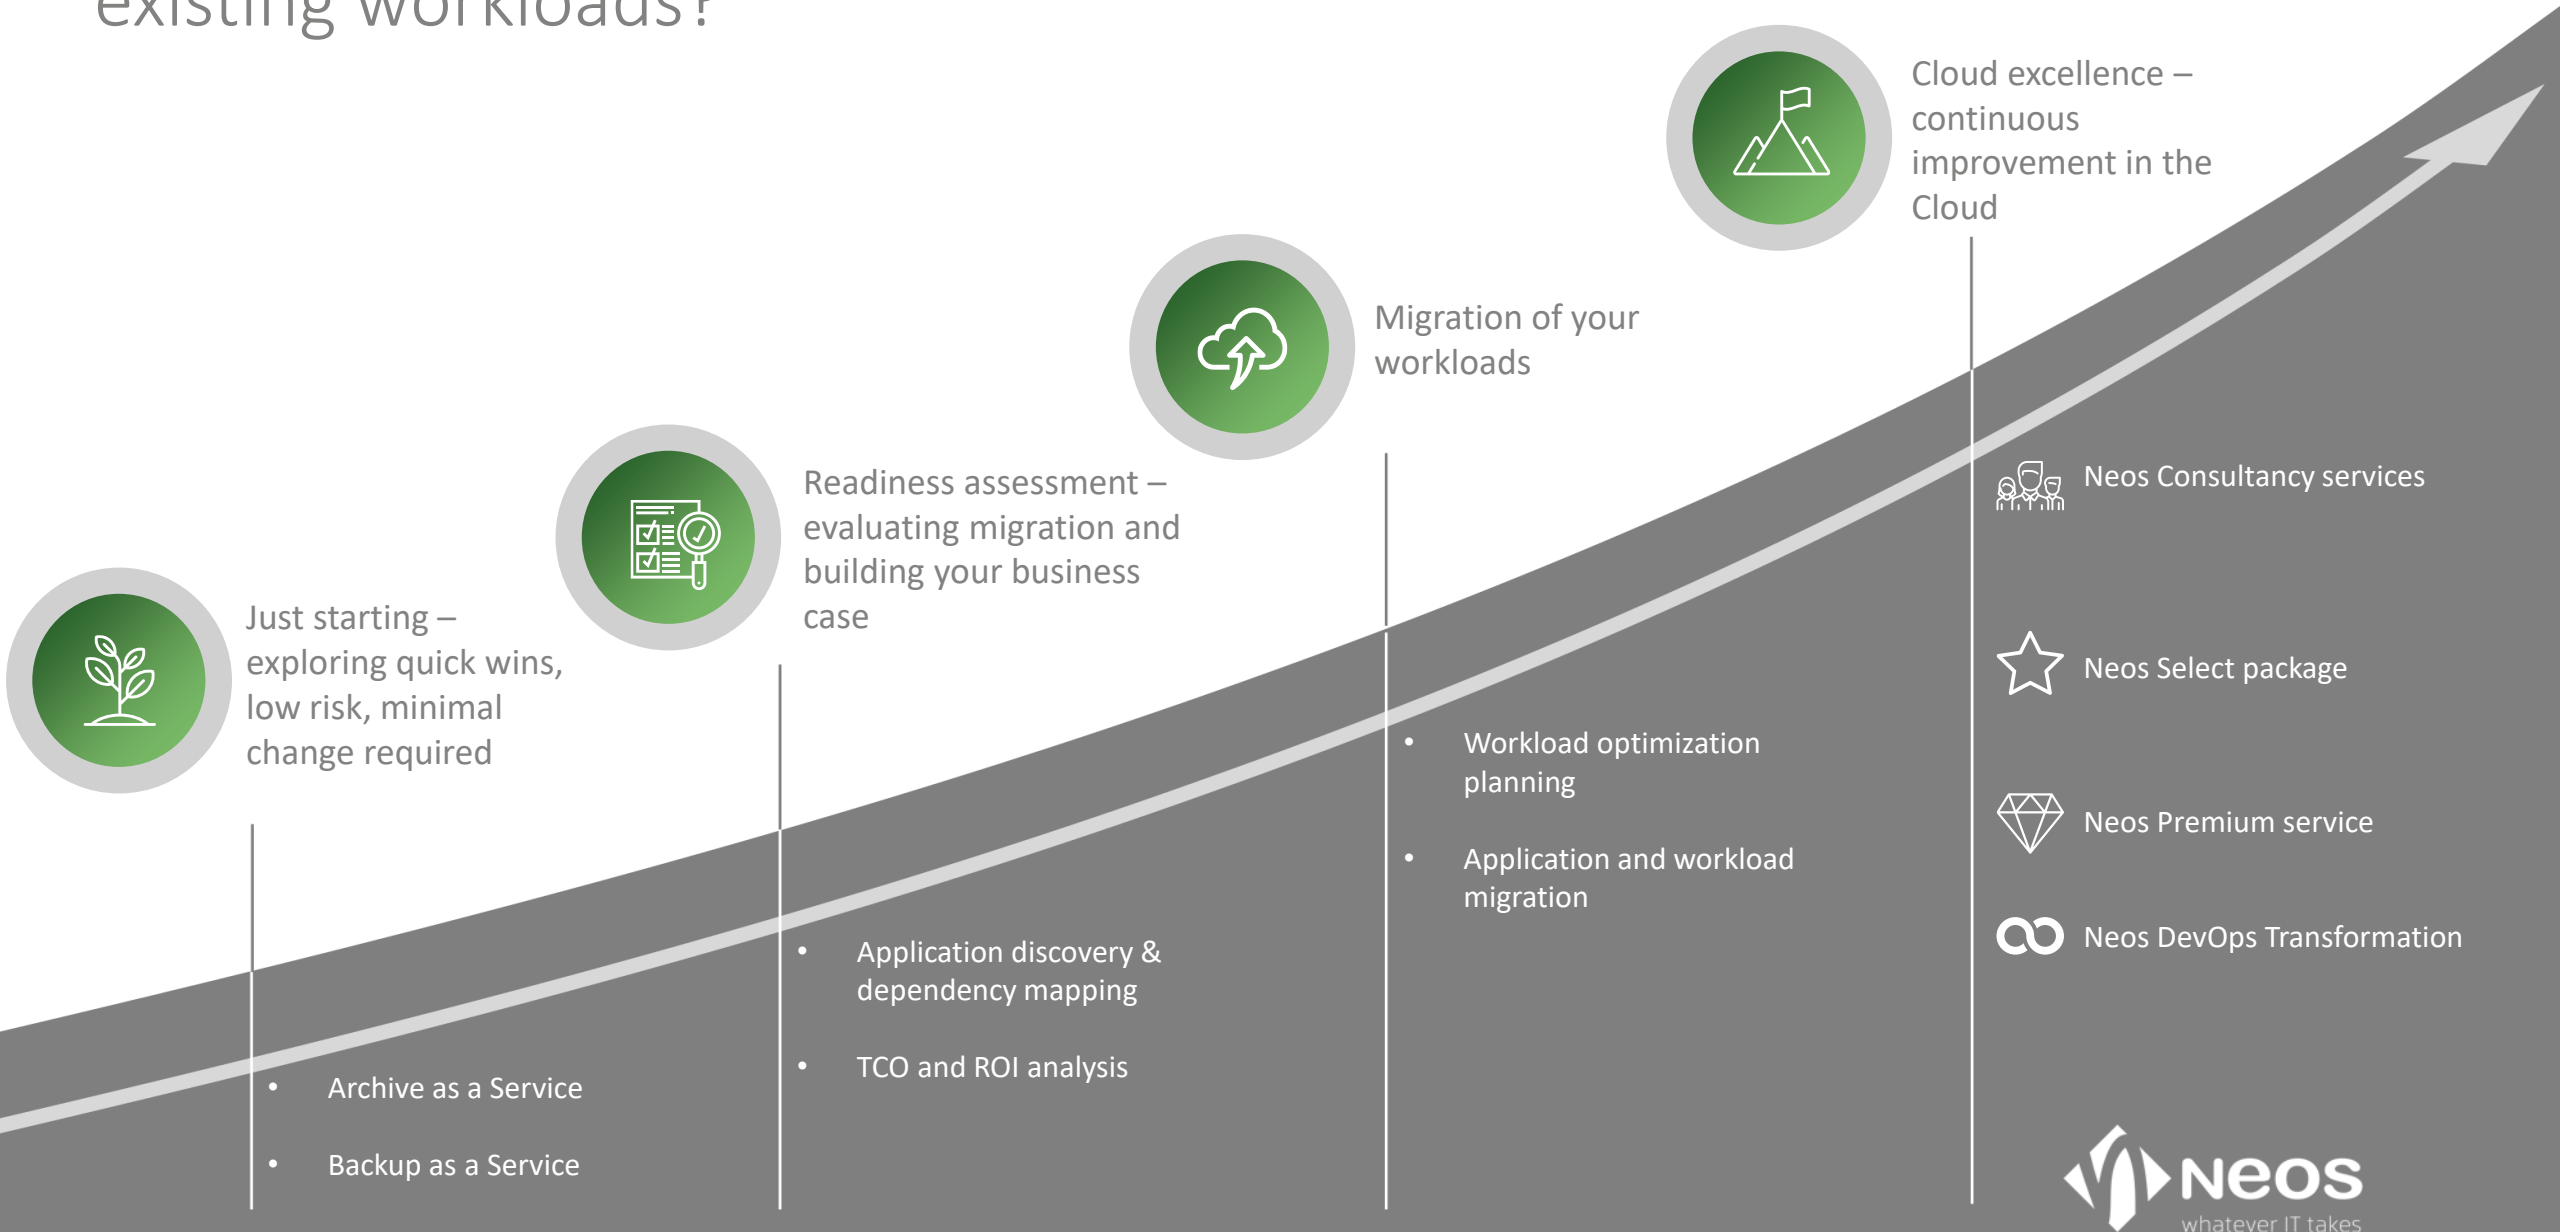 existing workloads?
Cloud excellence –
continuous
improvement in the
Cloud
Migration of your
workloads
Readiness assessment –
evaluating migration and
building your business
case
Just starting –
exploring quick wins,
low risk, minimal
change required
• Archive as a Service
• Backup as a Service
• Application discovery &
dependency mapping
• TCO and ROI analysis
• Workload optimization
planning
• Application and workload
migration
Neos Consultancy services
Neos Select package
Neos Premium service
Neos DevOps Transformation
Neos
whatever IT takes